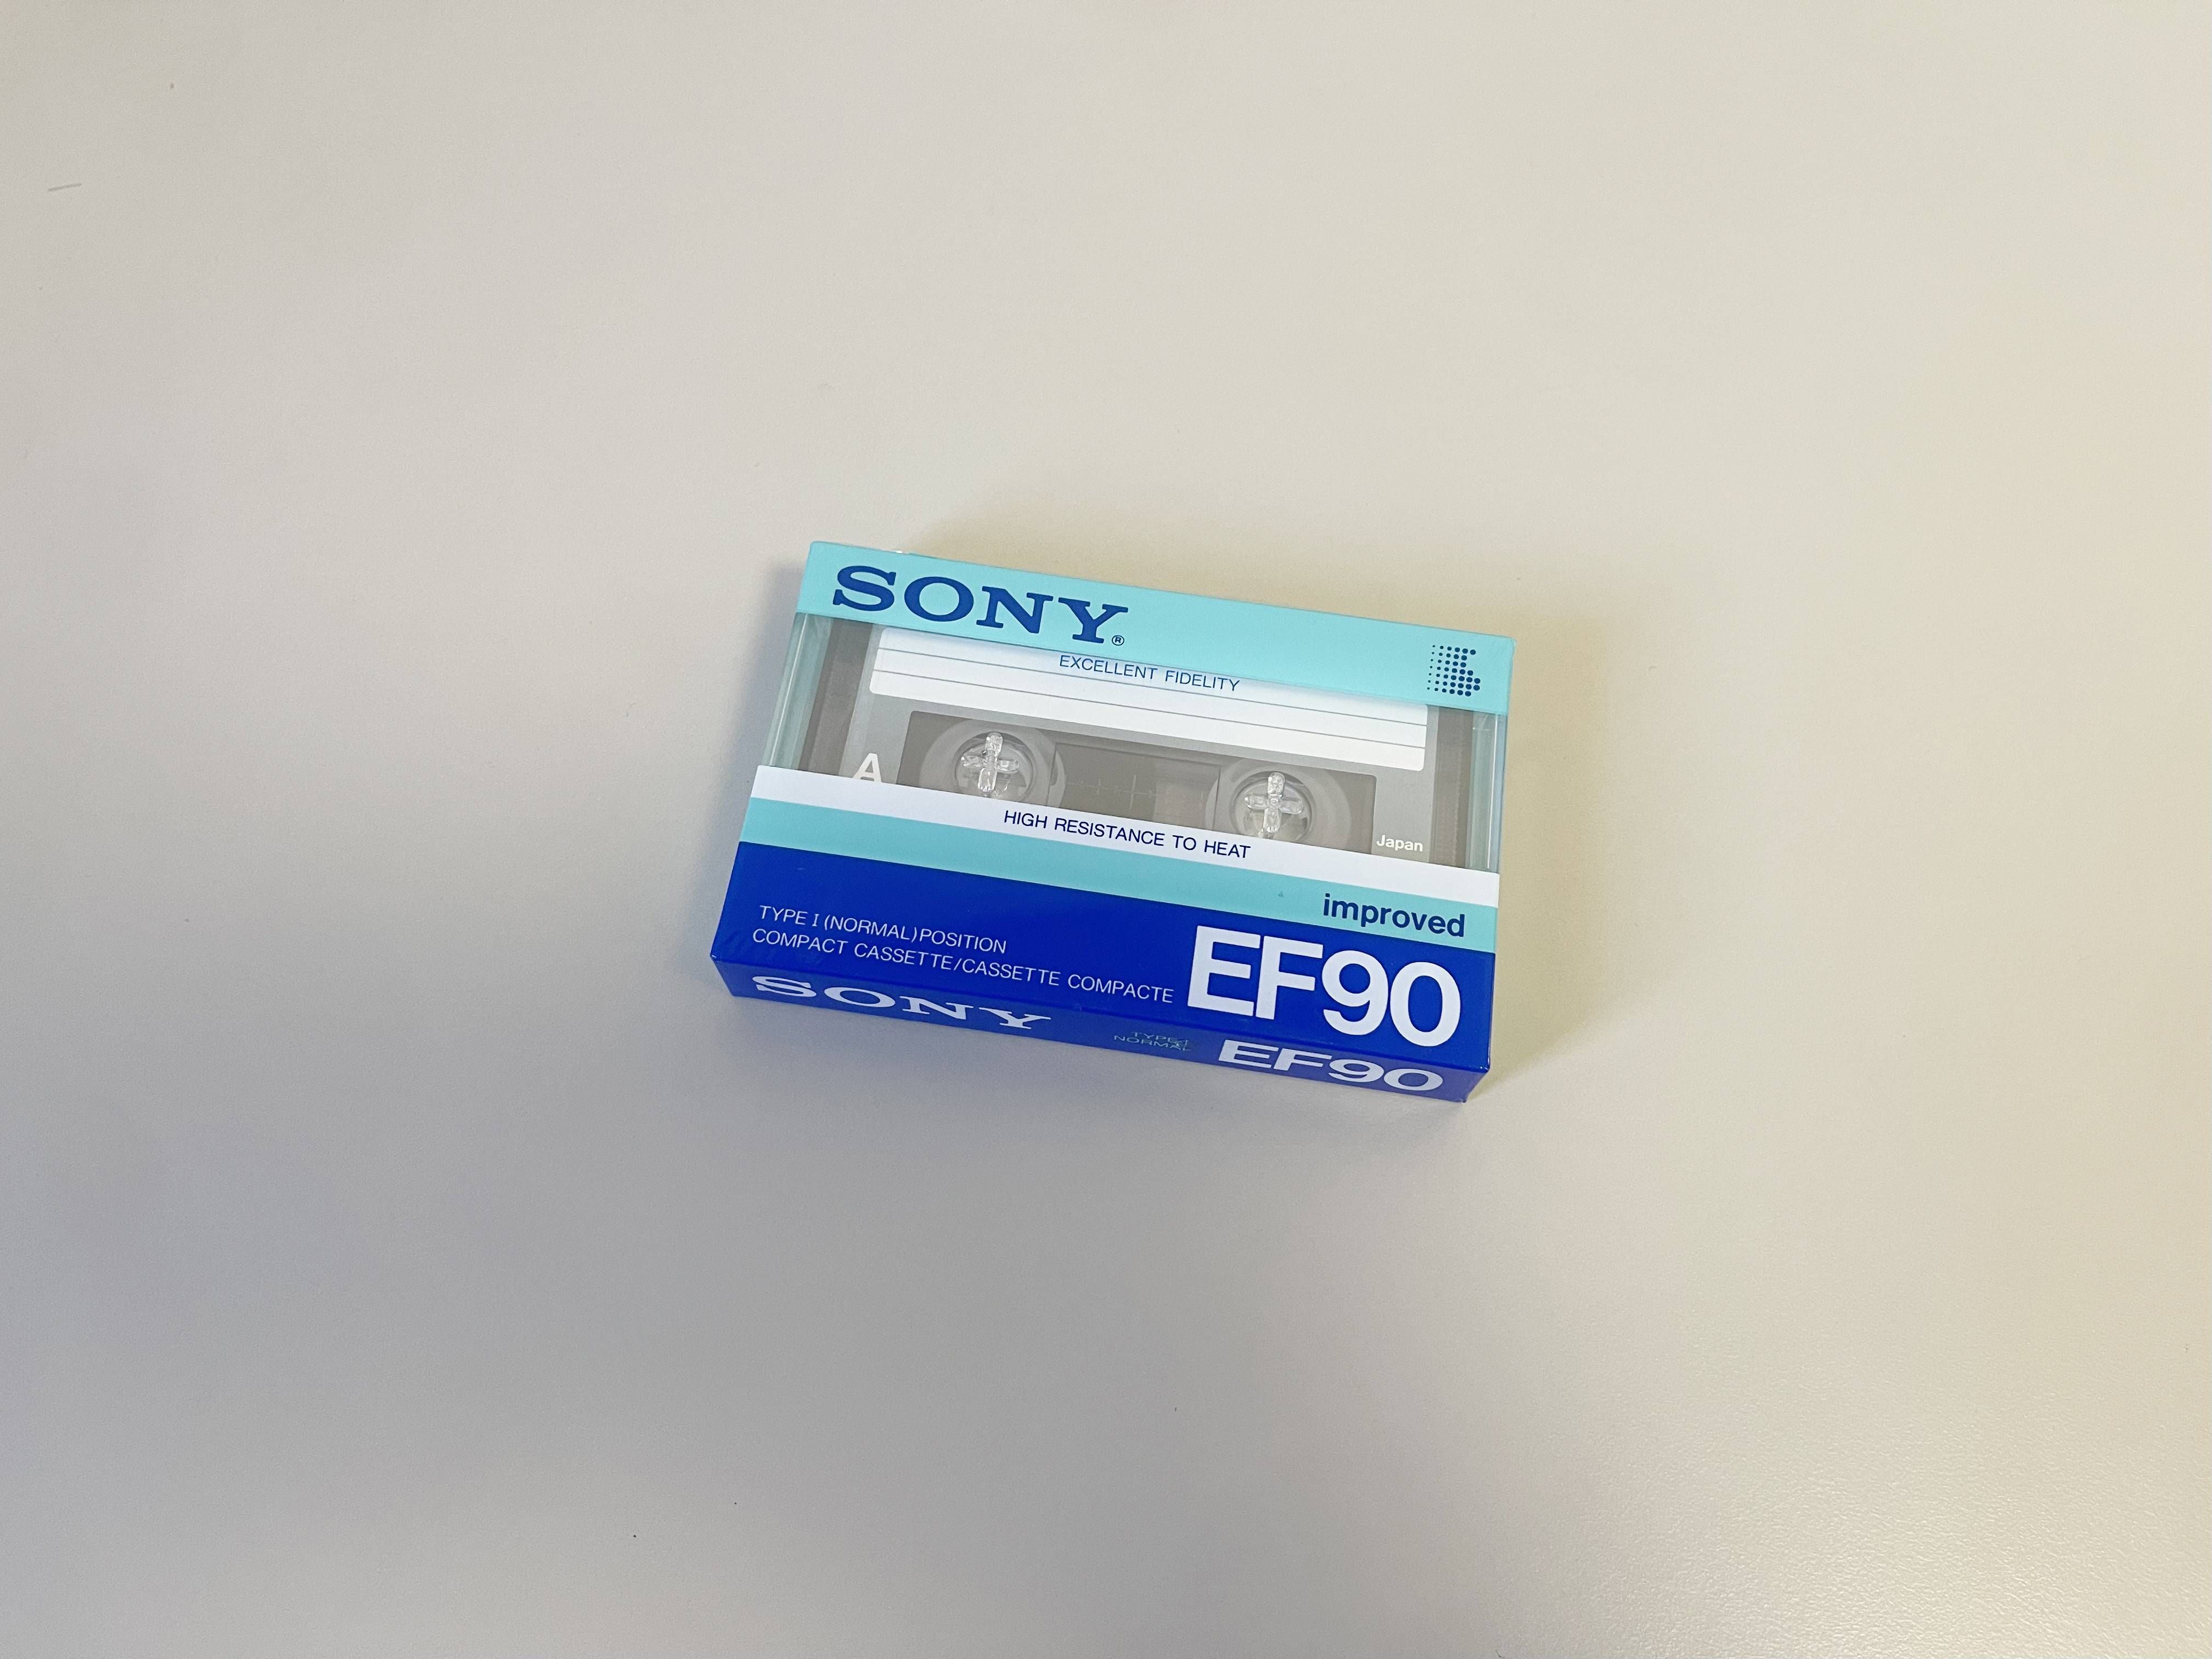 SONY®
EXCELLENT FIDELITY
A
Japan
HIGH RESISTANCE TO HEAT
improved
TYPE I (NORMAL) POSITION
COMPACT CASSETTE/CASSETTE COMPACTE
EF90
SONY
TYPE I
NORMAL
EF90